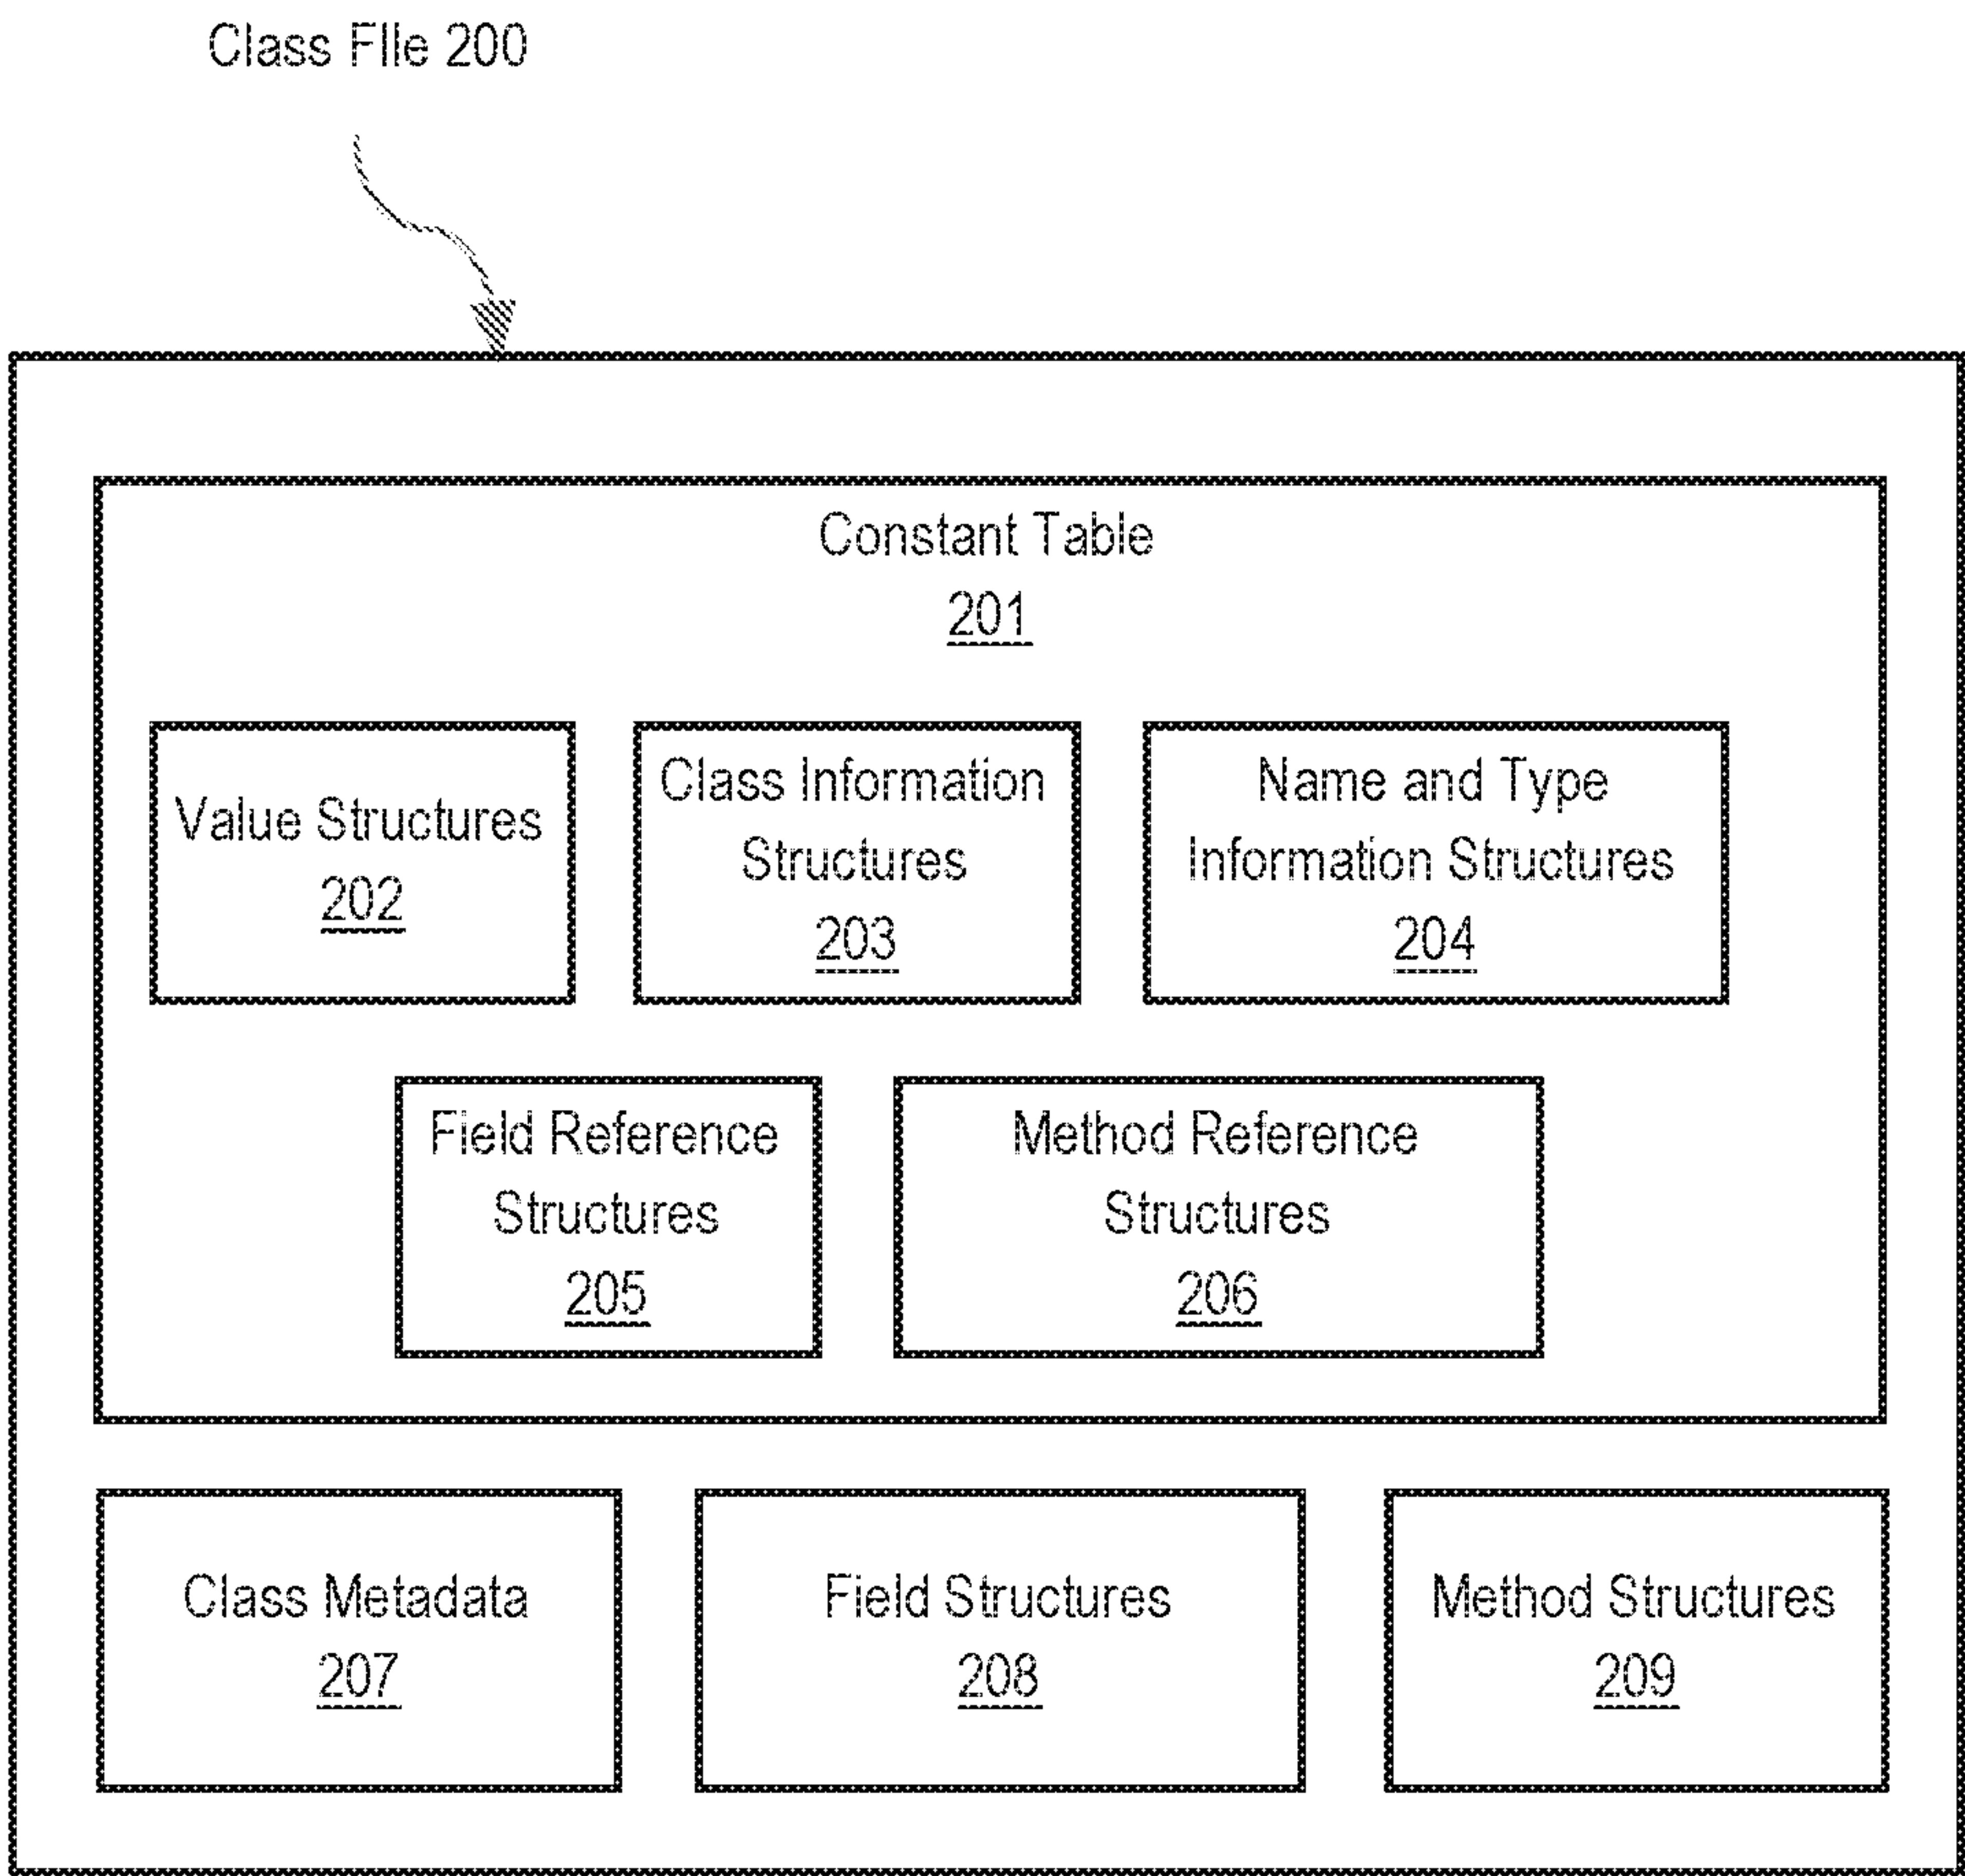 Class FIle 200
Constant Table
201
Value Structures
202
Class Information
Structures
203
Name and Type
Information Structures
204
Field Reference
Structures
205
Method Reference
Structures
206
Class Metadata
207
Field Structures
208
Method Structures
209